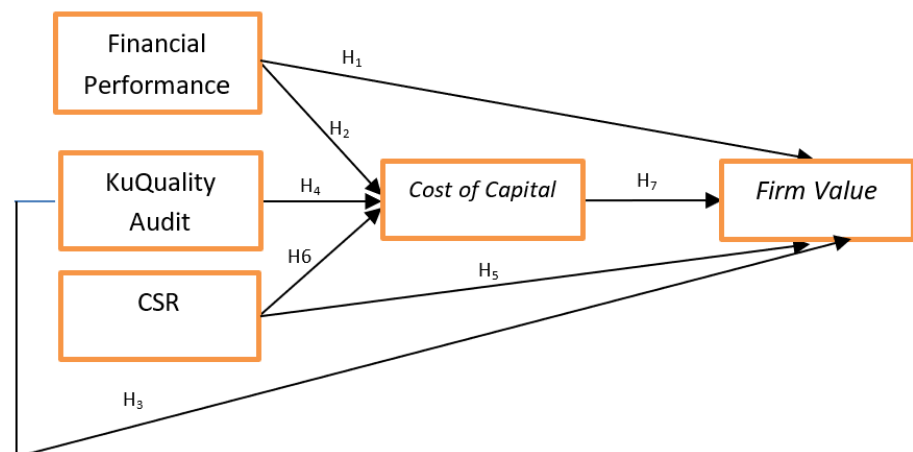 Financial
Performance
H₁
H₂
KuQuality
Audit
H₄
Cost of Capital
H₇
Firm Value
H6
CSR
H₅
H₃